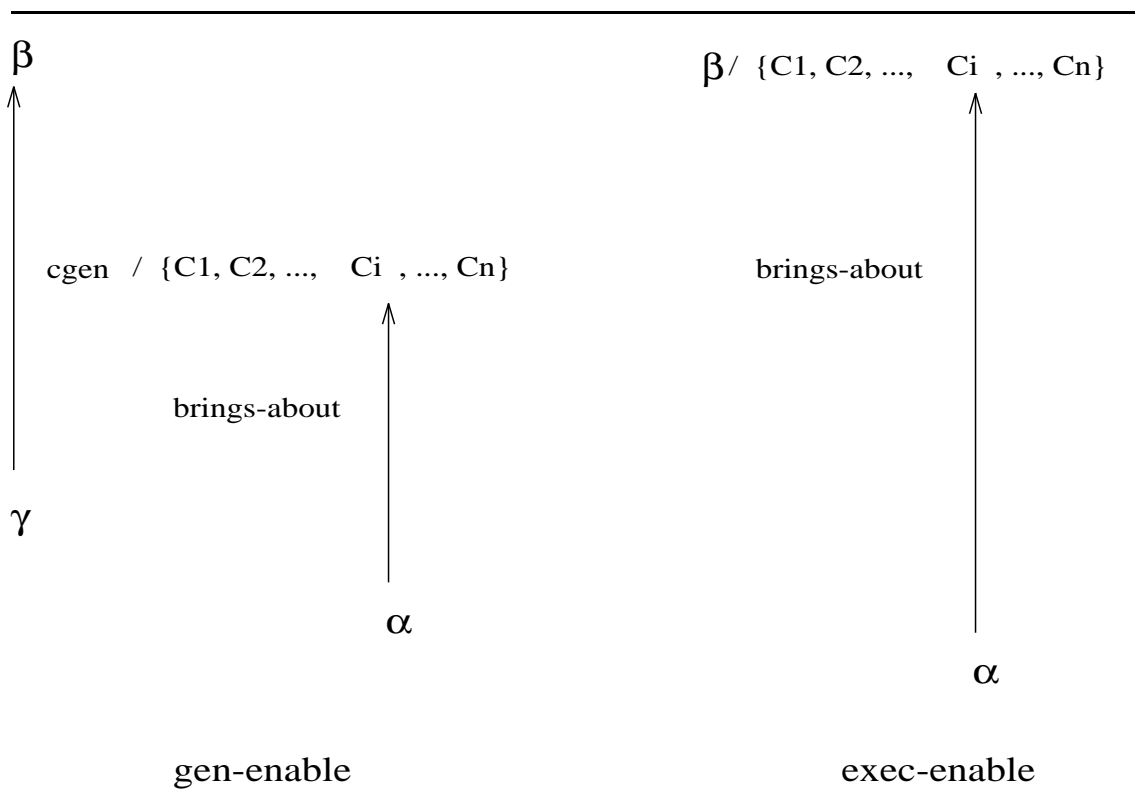 β
β/ {C1, C2, ..., Ci , ..., Cn}
cgen / {C1, C2, ..., Ci , ..., Cn}
brings-about
brings-about
γ
α
α
gen-enable
exec-enable